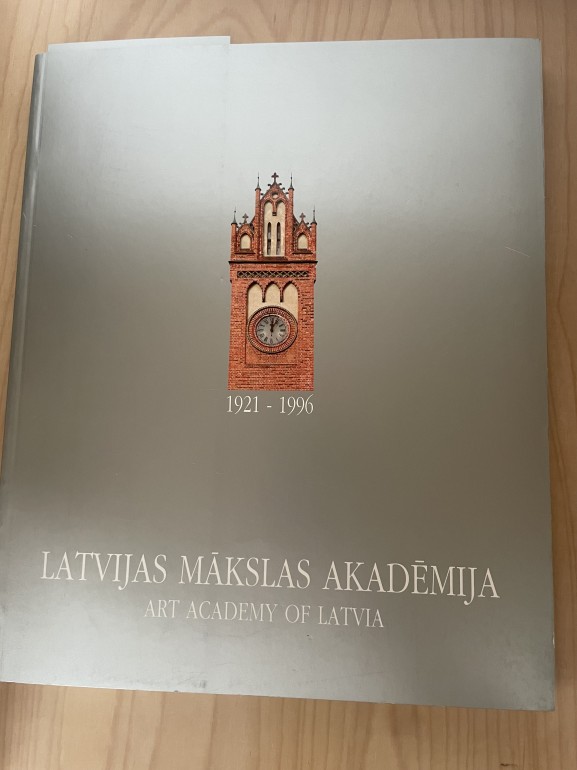 1921 - 1996
LATVIJAS MĀKSLAS AKADĒMIJA
ART ACADEMY OF LATVIA